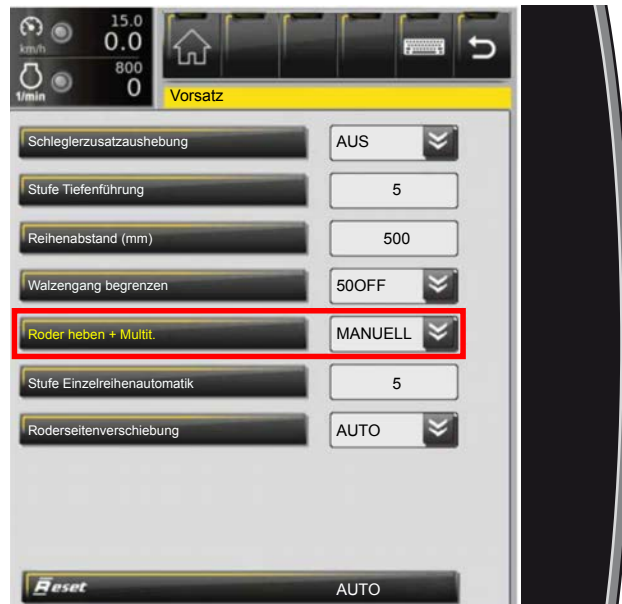 15.0
km/h 0.0
800
1/min 0
Vorsatz
Schleglerzusatzaushebung AUS
Stufe Tiefenführung 5
Reihenabstand (mm) 500
Walzengang begrenzen 50OFF
Roder heben + Multit. MANUELL
Stufe Einzelreihenautomatik 5
Roderseitenverschiebung AUTO
Reset AUTO